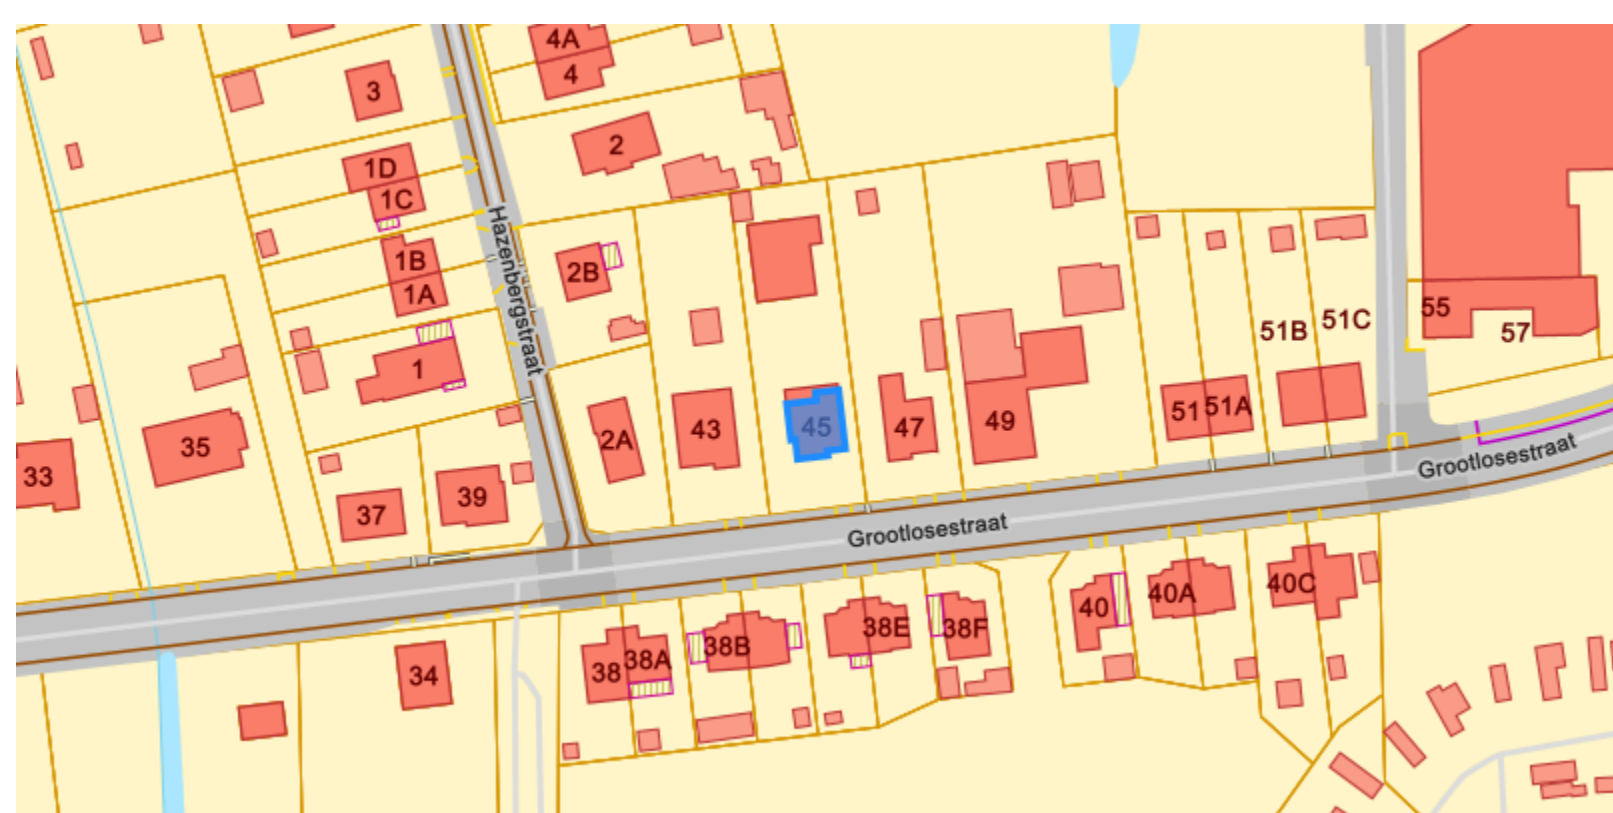 4A
4
3
2
1D
1C
1B
1A
2B
Hazenbergstraat
1
51B
51C
55
57
33
35
37
39
2A
43
45
47
49
51
51A
Grootlosestraat
Grootlosestraat
34
38
38A
38B
38E
38F
40
40A
40C